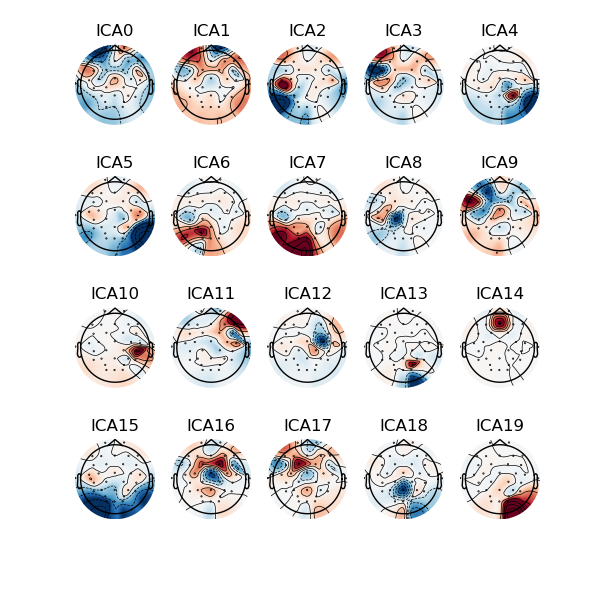 ICA0 ICA1 ICA2 ICA3 ICA4
ICA5 ICA6 ICA7 ICA8 ICA9
ICA10 ICA11 ICA12 ICA13 ICA14
ICA15 ICA16 ICA17 ICA18 ICA19